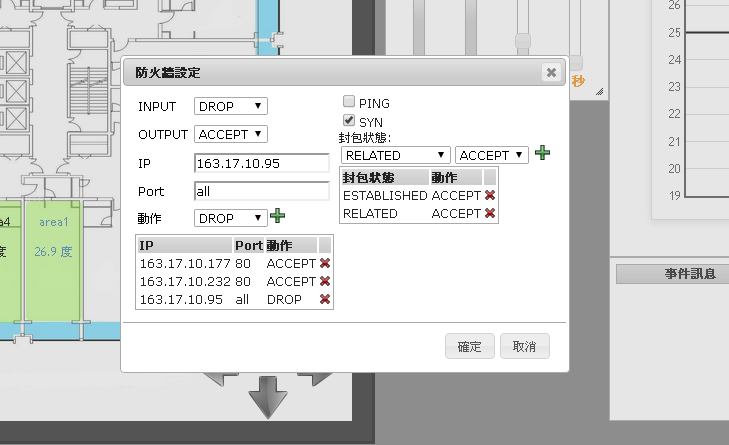 防火牆設定
INPUT DROP
OUTPUT ACCEPT
IP 163.17.10.95
Port all
動作 DROP
IP Port 動作
163.17.10.177 80 ACCEPT
163.17.10.232 80 ACCEPT
163.17.10.95 all DROP
PING
SYN
封包狀態:
RELATED ACCEPT
封包狀態 動作
ESTABLISHED ACCEPT
RELATED ACCEPT
確定 取消
a4
度
area1
26.9 度
秒
26
25
24
23
22
21
20
19
事件訊息